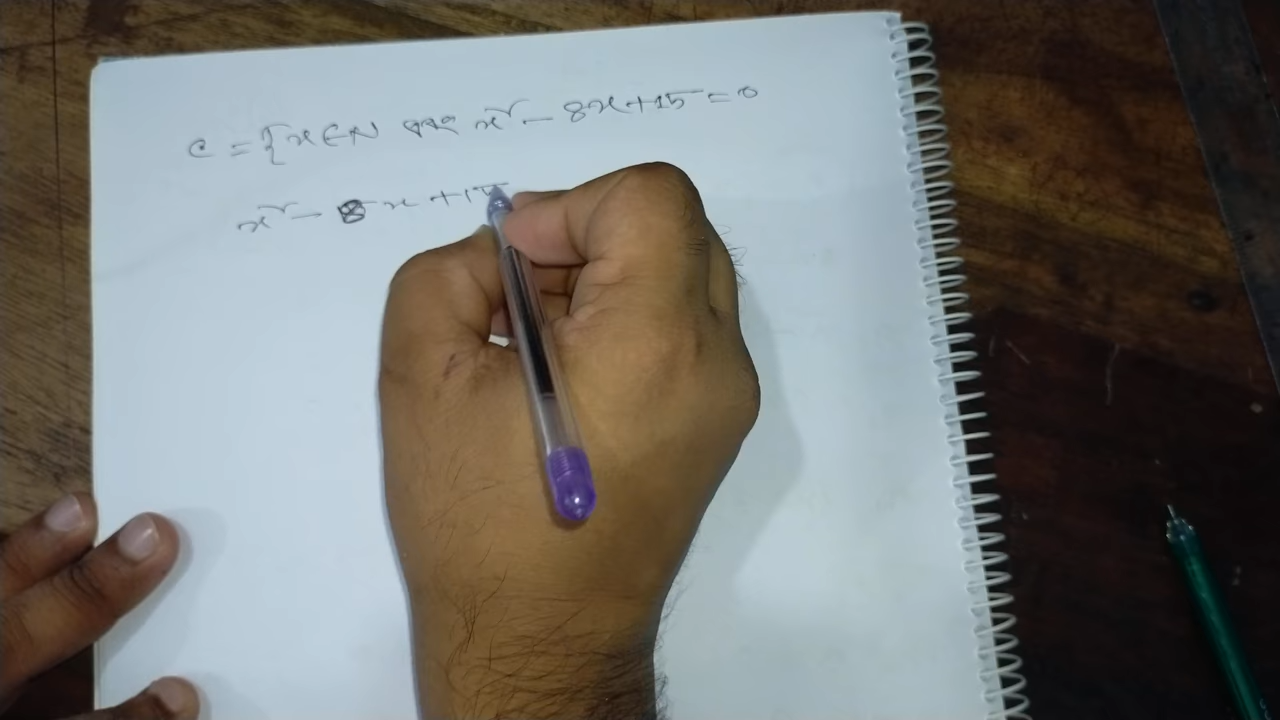 C = {x∈N এবং x² - 8x+15 = 0
x² - 8x +15